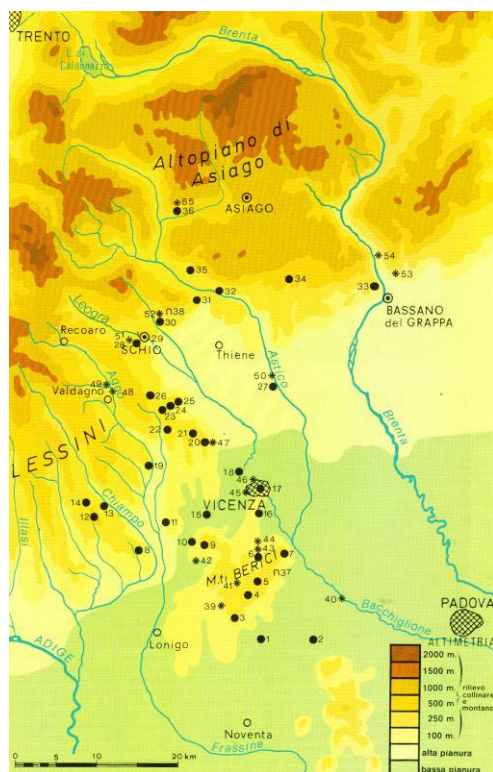 TRENTO
L. di
Caldonazzo
Brenta
Altopiano di
Asiago
55
36
ASIAGO
54
53
35
34
32
33
31
BASSANO
del GRAPPA
Leogra
52 n38
30
Recoaro
51 29
28
SCHIO
Thiene
Astico
50
27
49
48
Agno
Valdagno
26
25
24
23
22
21
20 47
Brenta
LESSINI
19
18
46
17
45
VICENZA
14
13
12
Chiampo
15
16
11
Illasi
10
9
44
43
6
7
8
42
M.ti BERICI
n37
5
41
4
39
40
3
Bacchiglione
PADOVA
ADIGE
Lonigo
1
2
ALTIMETRIA
2000 m.
1500 m.
1000 m.
rilievo
collinare
e
montano
500 m
250 m
100 m.
alta pianura
bassa pianura
Noventa
Frassine
0 5 10 20 km